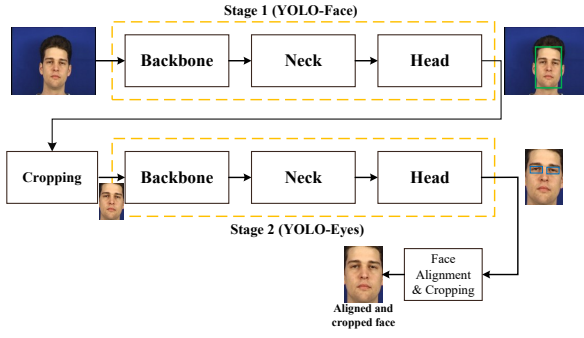 Stage 1 (YOLO-Face)
Backbone
Neck
Head
Cropping
Backbone
Neck
Head
Stage 2 (YOLO-Eyes)
Face
Alignment
& Cropping
Aligned and
cropped face